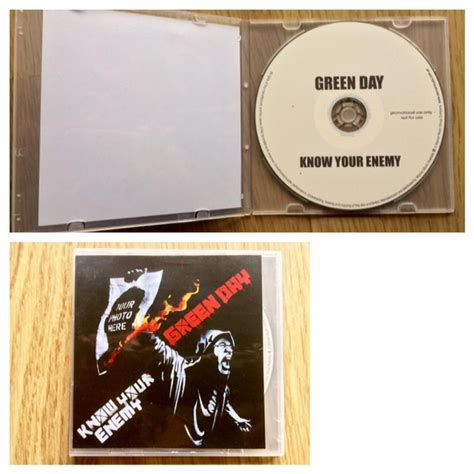 GREEN DAY
promotional use only
not for sale
KNOW YOUR ENEMY
YOUR
PHOTO
HERE
GREEN DAY
KNOW YOUR
ENEMY